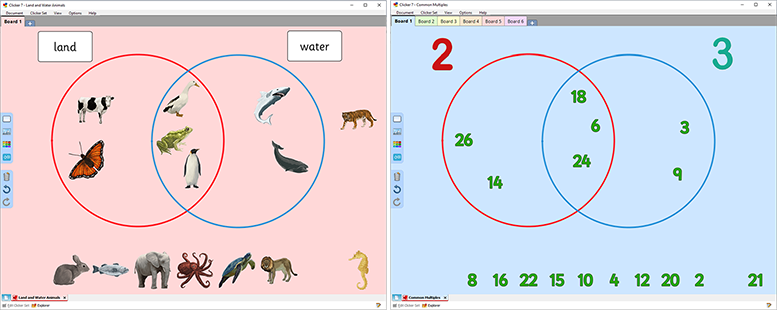 Clicker 7 - Land and Water Animals
Document Clicker Set View Options Help
Board 1
land
water
Land and Water Animals
Edit Clicker Set Explorer
Clicker 7 - Common Multiples
Document Clicker Set View Options Help
Board 1 Board 2 Board 3 Board 4 Board 5 Board 6
2 3
18
6 3
26
24
9
14
8 16 22 15 10 4 12 20 2 21
Common Multiples
Edit Clicker Set Explorer